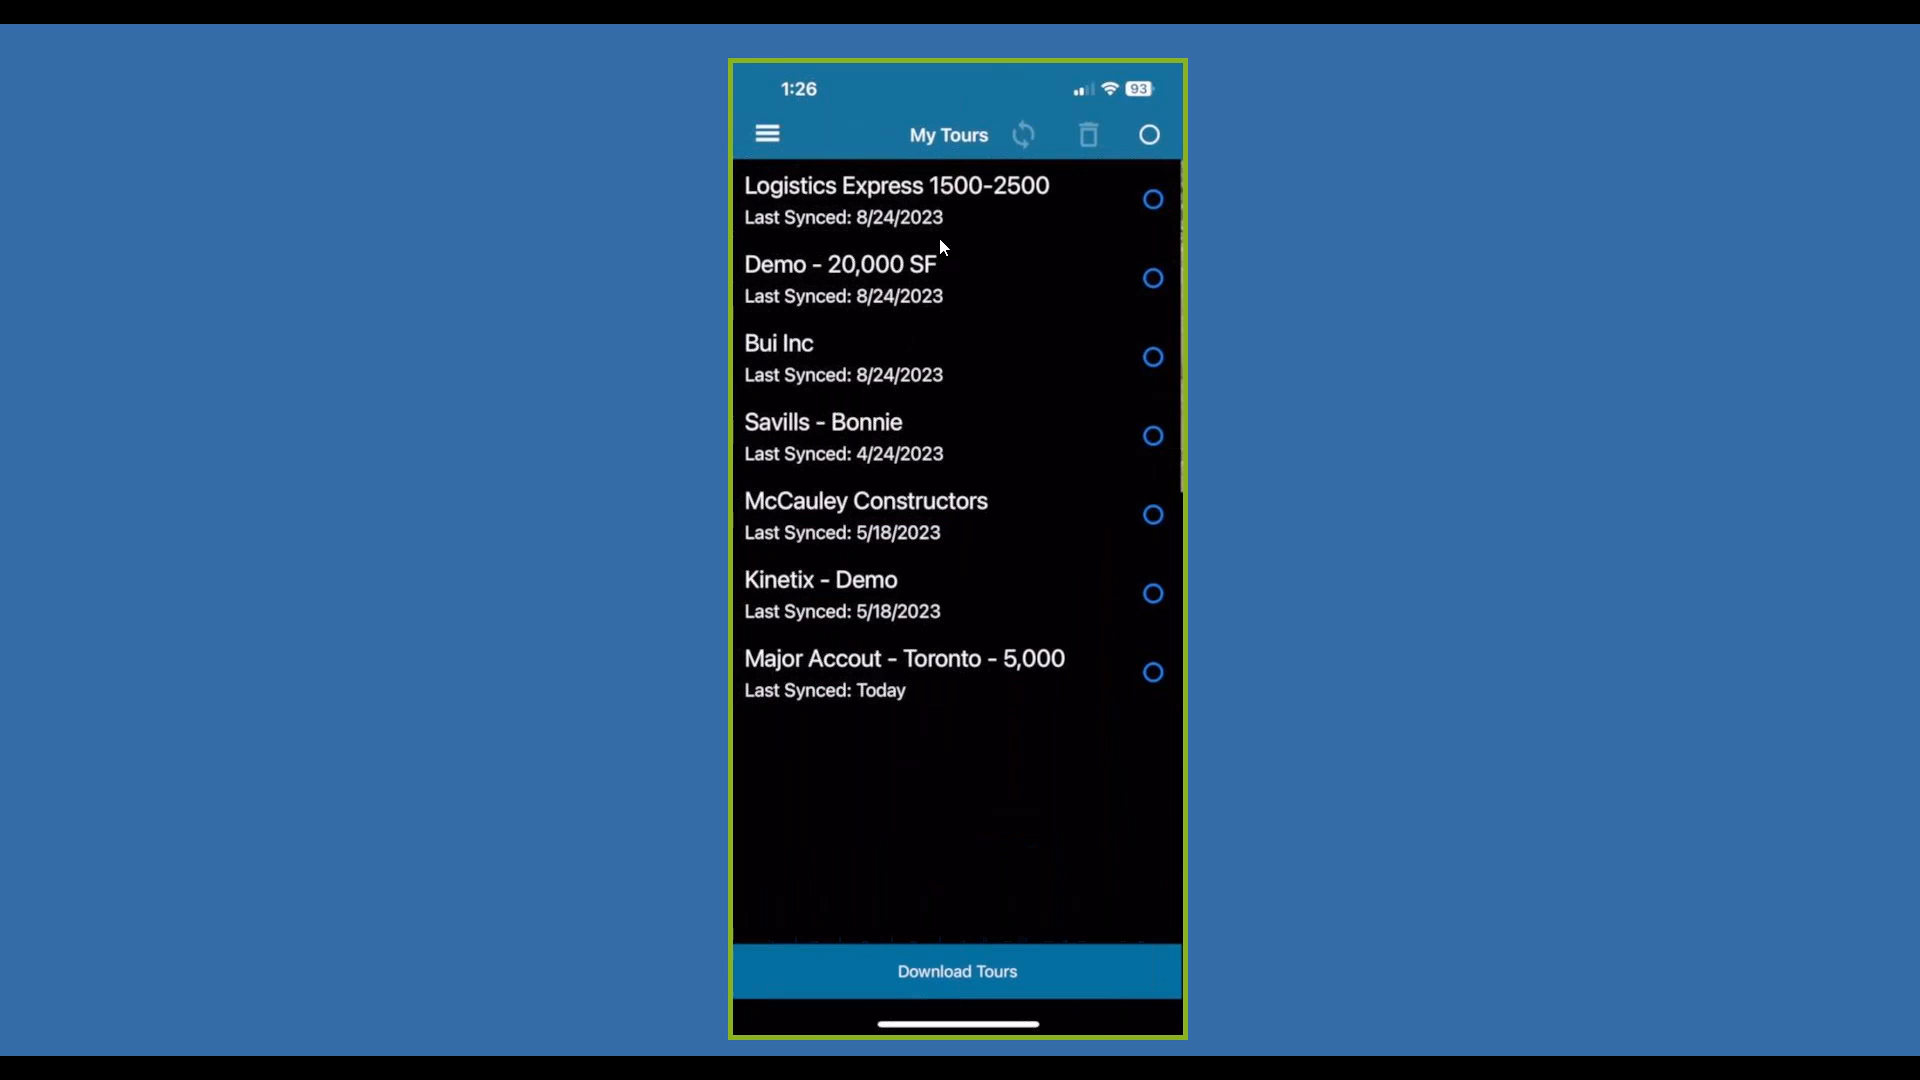 1:26
93
My Tours
Logistics Express 1500-2500
Last Synced: 8/24/2023
Demo - 20,000 SF
Last Synced: 8/24/2023
Bui Inc
Last Synced: 8/24/2023
Savills - Bonnie
Last Synced: 4/24/2023
McCauley Constructors
Last Synced: 5/18/2023
Kinetix - Demo
Last Synced: 5/18/2023
Major Accout - Toronto - 5,000
Last Synced: Today
Download Tours